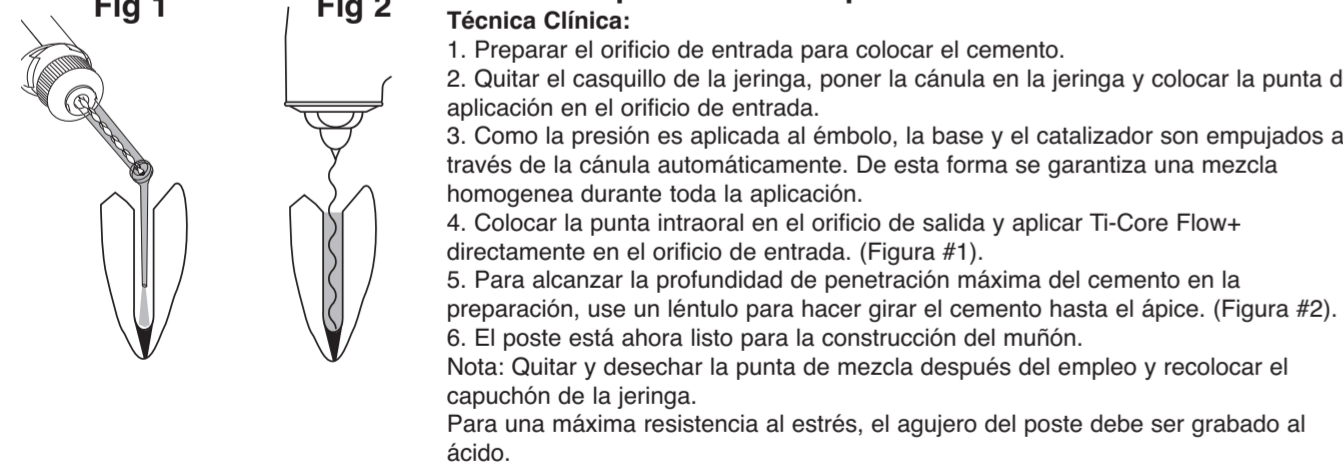 Fig 1
Fig 2
Técnica Clínica:
1. Preparar el orificio de entrada para colocar el cemento.
2. Quitar el casquillo de la jeringa, poner la cánula en la jeringa y colocar la punta d
aplicación en el orificio de entrada.
3. Como la presión es aplicada al émbolo, la base y el catalizador son empujados a
través de la cánula automáticamente. De esta forma se garantiza una mezcla
homogenea durante toda la aplicación.
4. Colocar la punta intraoral en el orificio de salida y aplicar Ti-Core Flow+
directamente en el orificio de entrada. (Figura #1).
5. Para alcanzar la profundidad de penetración máxima del cemento en la
preparación, use un léntulo para hacer girar el cemento hasta el ápice. (Figura #2).
6. El poste está ahora listo para la construcción del muñón.
Nota: Quitar y desechar la punta de mezcla después del empleo y recolocar el
capuchón de la jeringa.
Para una máxima resistencia al estrés, el agujero del poste debe ser grabado al
ácido.